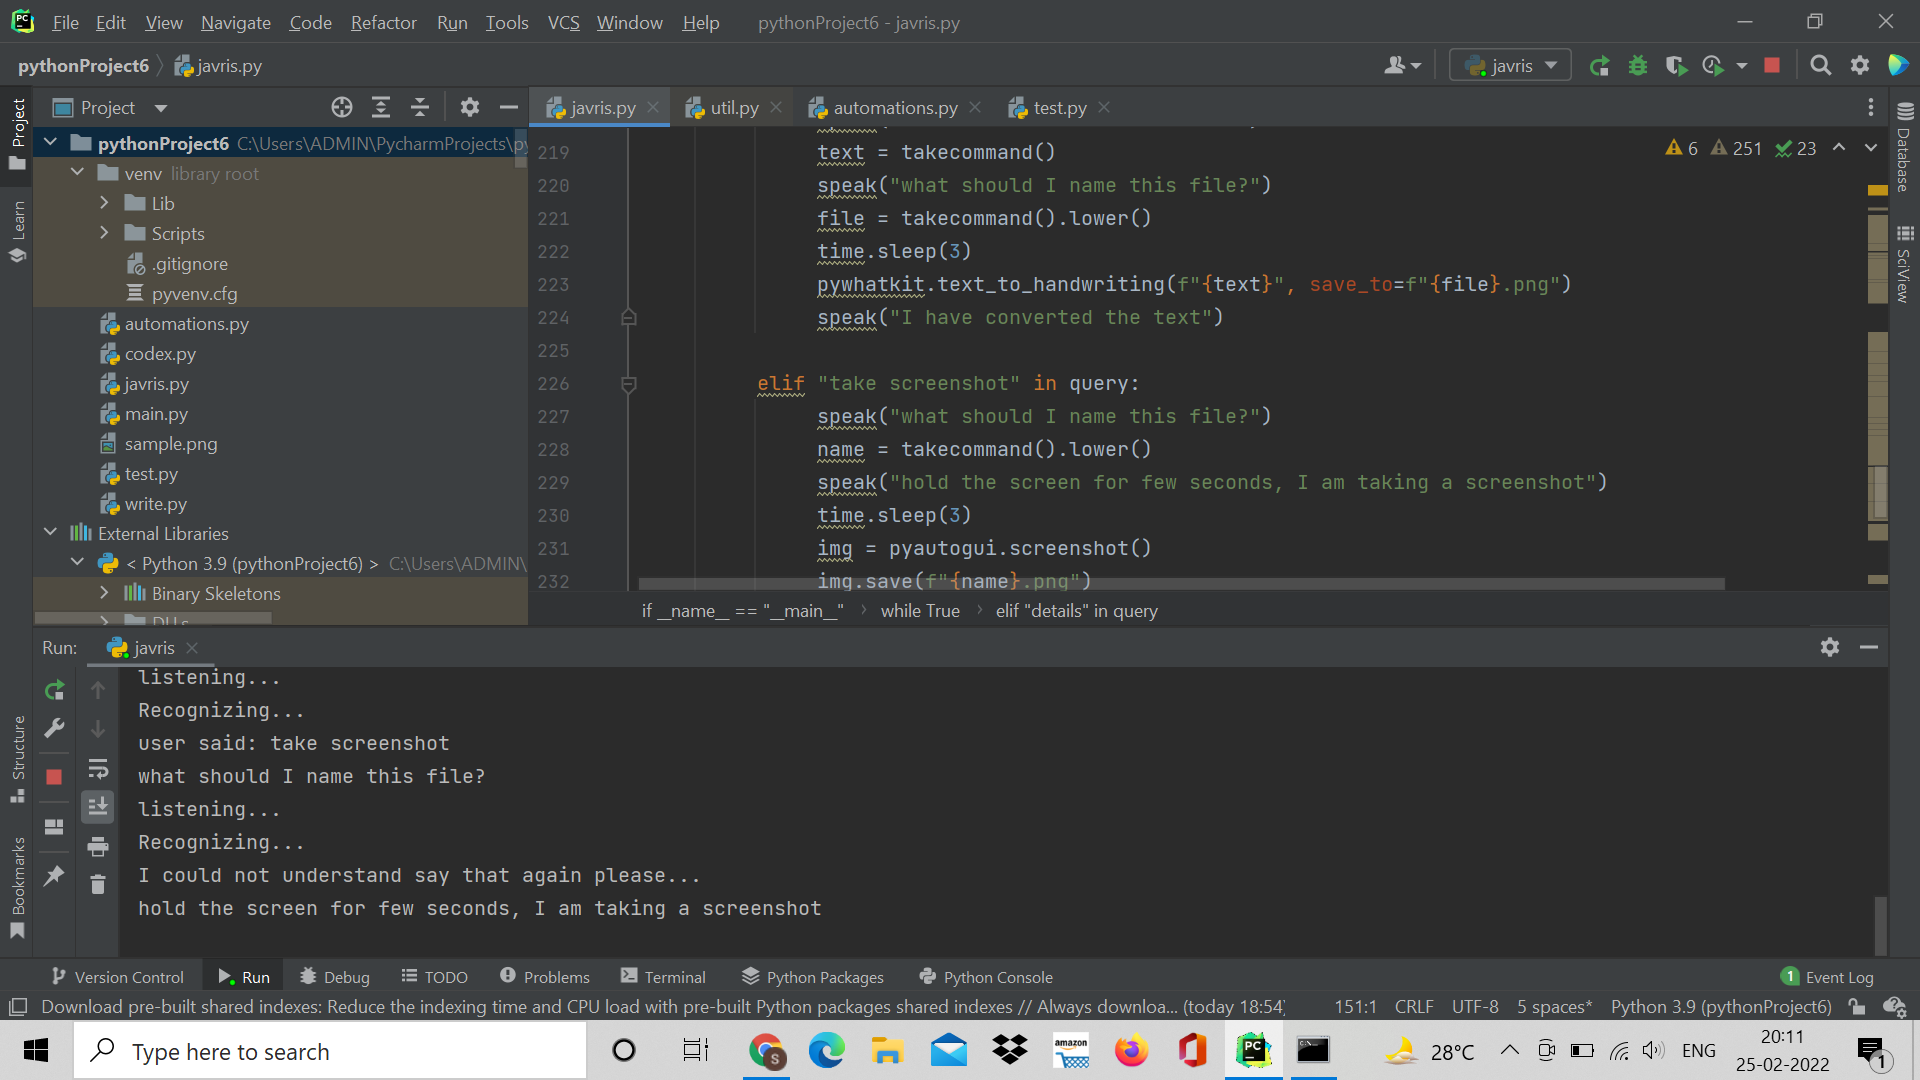 File Edit View Navigate Code Refactor Run Tools VCS Window Help pythonProject6 - javris.py
pythonProject6 javris.py
javris
Project
javris.py util.py automations.py test.py
pythonProject6 C:\Users\ADMIN\PycharmProjects\py
venv library root
Lib
Scripts
.gitignore
pyvenv.cfg
automations.py
codex.py
javris.py
main.py
sample.png
test.py
write.py
External Libraries
< Python 3.9 (pythonProject6) > C:\Users\ADMIN\
Binary Skeletons
DLLs
6 251 23
219 text = takecommand()
220 speak("what should I name this file?")
221 file = takecommand().lower()
222 time.sleep(3)
223 pywhatkit.text_to_handwriting(f"{text}", save_to=f"{file}.png")
224 speak("I have converted the text")
225
226 elif "take screenshot" in query:
227 speak("what should I name this file?")
228 name = takecommand().lower()
229 speak("hold the screen for few seconds, I am taking a screenshot")
230 time.sleep(3)
231 img = pyautogui.screenshot()
232 img.save(f"{name}.png")
if __name__ == "__main__" while True elif "details" in query
Project
Learn
Structure
Bookmarks
Database
SciView
Run: javris
listening...
Recognizing...
user said: take screenshot
what should I name this file?
listening...
Recognizing...
I could not understand say that again please...
hold the screen for few seconds, I am taking a screenshot
Version Control Run Debug TODO Problems Terminal Python Packages Python Console 1 Event Log
Download pre-built shared indexes: Reduce the indexing time and CPU load with pre-built Python packages shared indexes // Always downloa... (today 18:54) 151:1 CRLF UTF-8 5 spaces* Python 3.9 (pythonProject6)
Type here to search
S
amazon
PC
28°C
ENG
20:11
25-02-2022
1